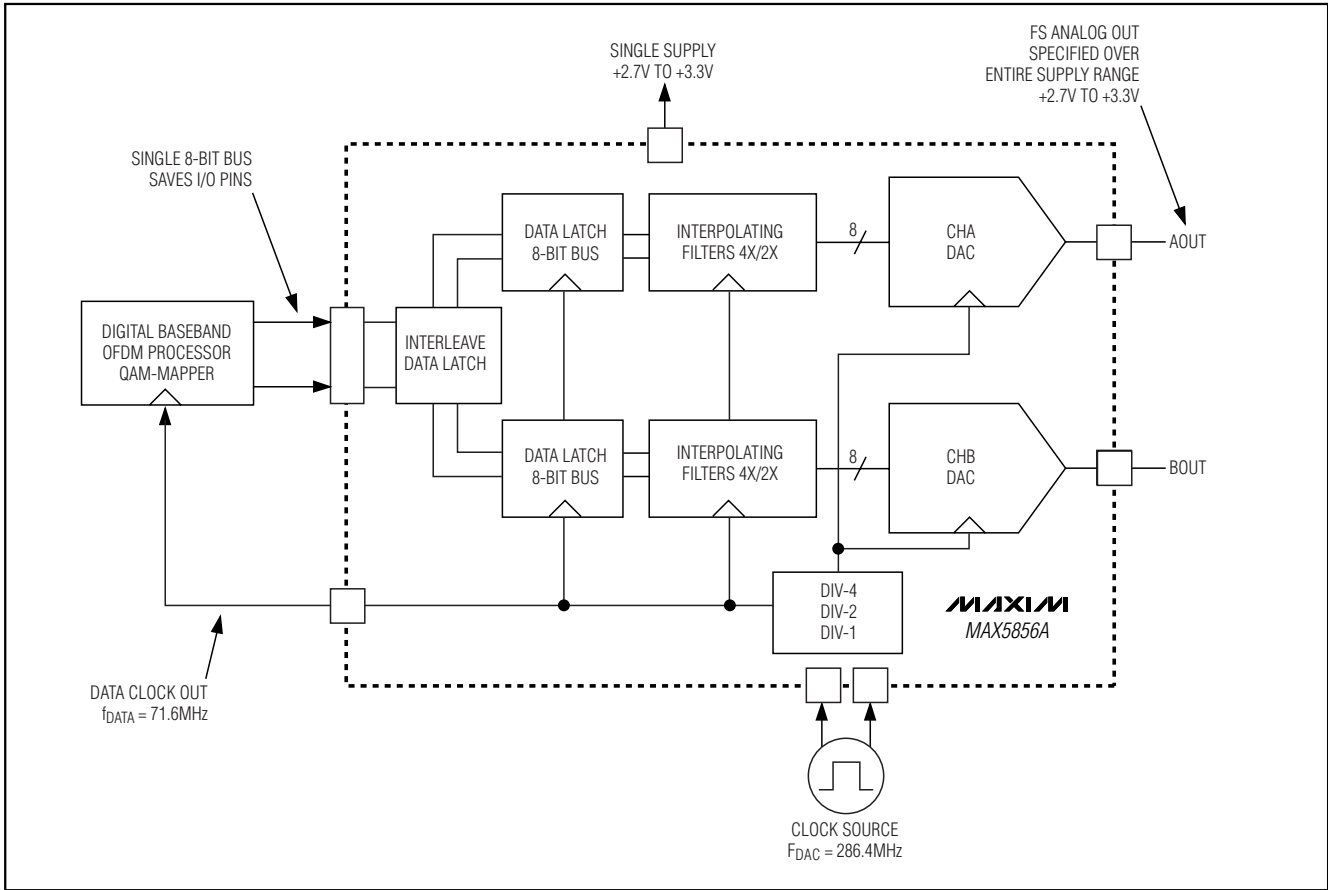 SINGLE SUPPLY
+2.7V TO +3.3V
FS ANALOG OUT
SPECIFIED OVER
ENTIRE SUPPLY RANGE
+2.7V TO +3.3V
SINGLE 8-BIT BUS
SAVES I/O PINS
DATA LATCH
8-BIT BUS
INTERPOLATING
FILTERS 4X/2X
8
CHA
DAC
AOUT
DIGITAL BASEBAND
OFDM PROCESSOR
QAM-MAPPER
INTERLEAVE
DATA LATCH
DATA LATCH
8-BIT BUS
INTERPOLATING
FILTERS 4X/2X
8
CHB
DAC
BOUT
DIV-4
DIV-2
DIV-1
MAXIM
MAX5856A
DATA CLOCK OUT
fDATA = 71.6MHz
CLOCK SOURCE
FDAC = 286.4MHz